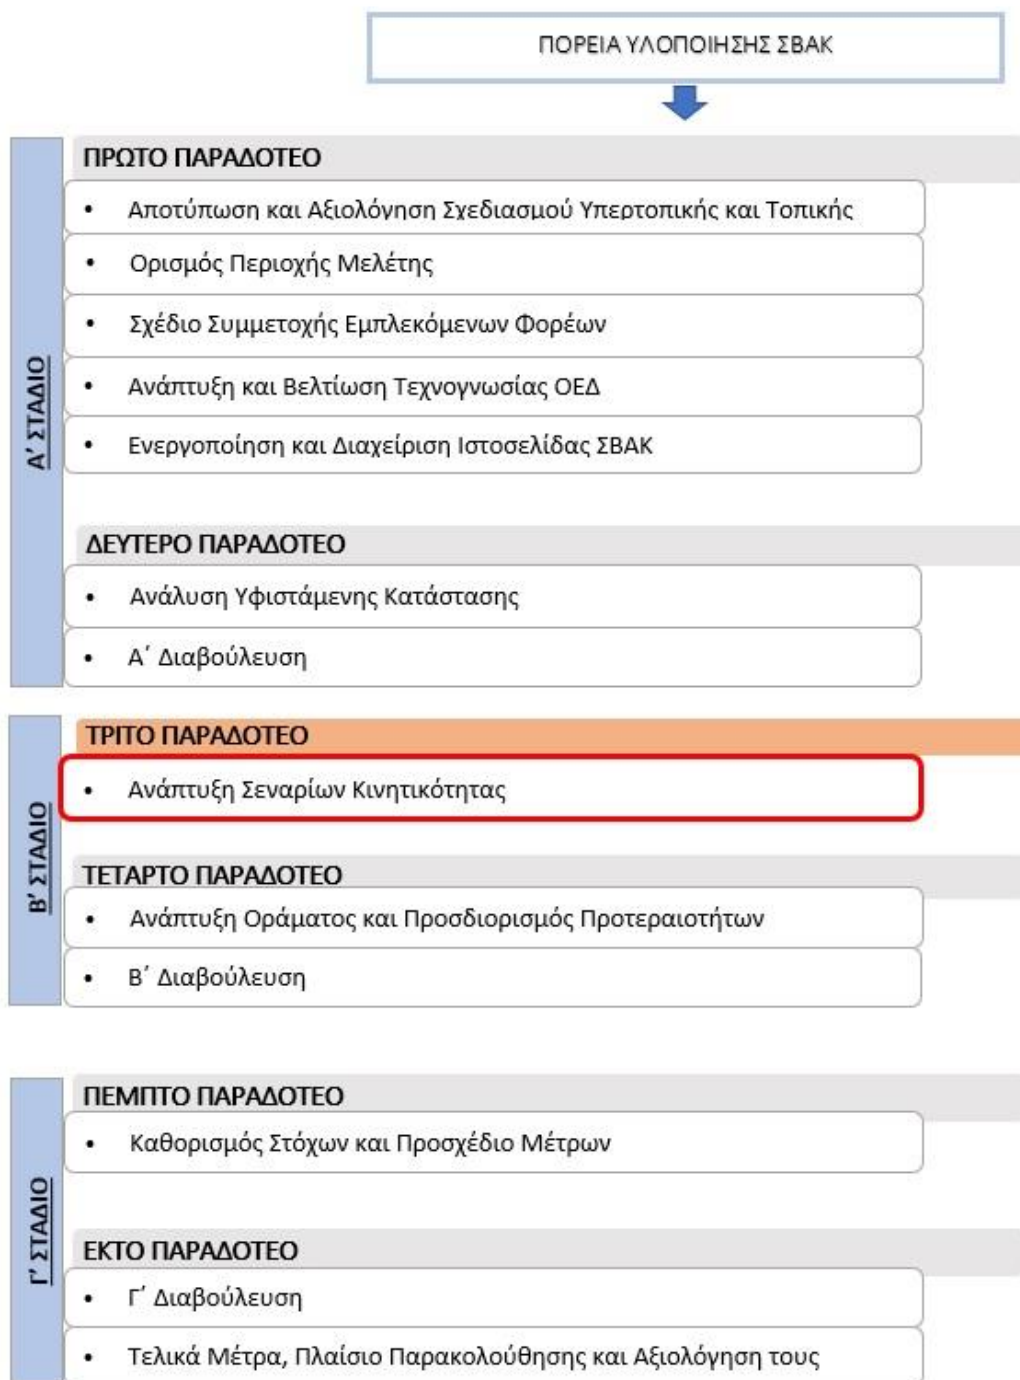 ΠΟΡΕΙΑ ΥΛΟΠΟΙΗΣΗΣ ΣΒΑΚ
Α’ ΣΤΑΔΙΟ
ΠΡΩΤΟ ΠΑΡΑΔΟΤΕΟ
• Αποτύπωση και Αξιολόγηση Σχεδιασμού Υπερτοπικής και Τοπικής
• Ορισμός Περιοχής Μελέτης
• Σχέδιο Συμμετοχής Εμπλεκόμενων Φορέων
• Ανάπτυξη και Βελτίωση Τεχνογνωσίας ΟΕΔ
• Ενεργοποίηση και Διαχείριση Ιστοσελίδας ΣΒΑΚ
ΔΕΥΤΕΡΟ ΠΑΡΑΔΟΤΕΟ
• Ανάλυση Υφιστάμενης Κατάστασης
• Α΄ Διαβούλευση
Β’ ΣΤΑΔΙΟ
ΤΡΙΤΟ ΠΑΡΑΔΟΤΕΟ
• Ανάπτυξη Σεναρίων Κινητικότητας
ΤΕΤΑΡΤΟ ΠΑΡΑΔΟΤΕΟ
• Ανάπτυξη Οράματος και Προσδιορισμός Προτεραιοτήτων
• Β΄ Διαβούλευση
Γ’ ΣΤΑΔΙΟ
ΠΕΜΠΤΟ ΠΑΡΑΔΟΤΕΟ
• Καθορισμός Στόχων και Προσχέδιο Μέτρων
ΕΚΤΟ ΠΑΡΑΔΟΤΕΟ
• Γ΄ Διαβούλευση
• Τελικά Μέτρα, Πλαίσιο Παρακολούθησης και Αξιολόγηση τους